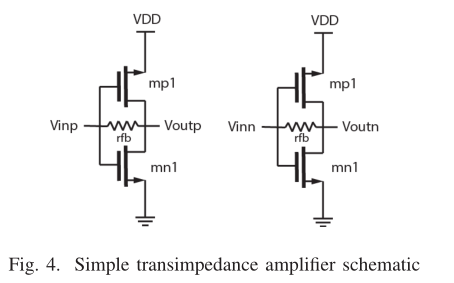 VDD
VDD
mp1
mp1
Vinp
rfb
Voutp
Vinn
rfb
Voutn
mn1
mn1
Fig. 4. Simple transimpedance amplifier schematic